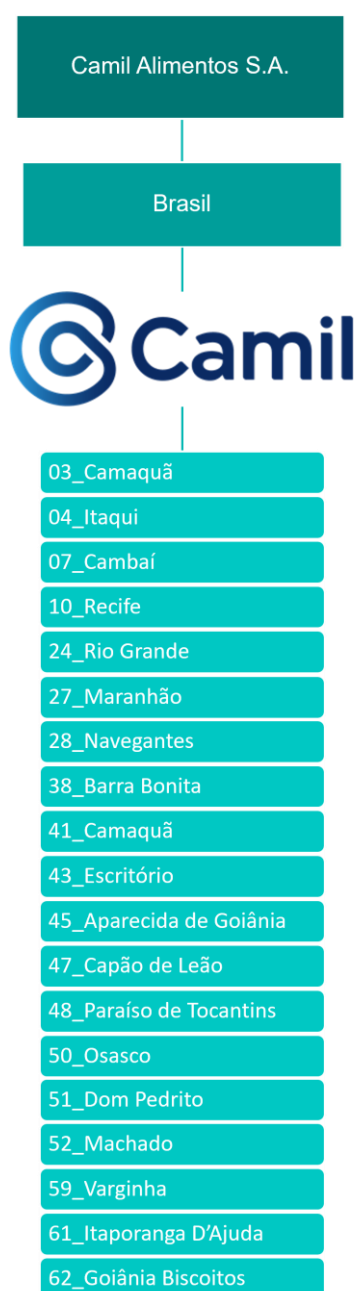 Camil Alimentos S.A.
Brasil
Camil
03_Camaquã
04_Itaqui
07_Cambaí
10_Recife
24_Rio Grande
27_Maranhão
28_Navegantes
38_Barra Bonita
41_Camaquã
43_Escritório
45_Aparecida de Goiânia
47_Capão de Leão
48_Paraíso de Tocantins
50_Osasco
51_Dom Pedrito
52_Machado
59_Varginha
61_Itaporanga D’Ajuda
62_Goiânia Biscoitos